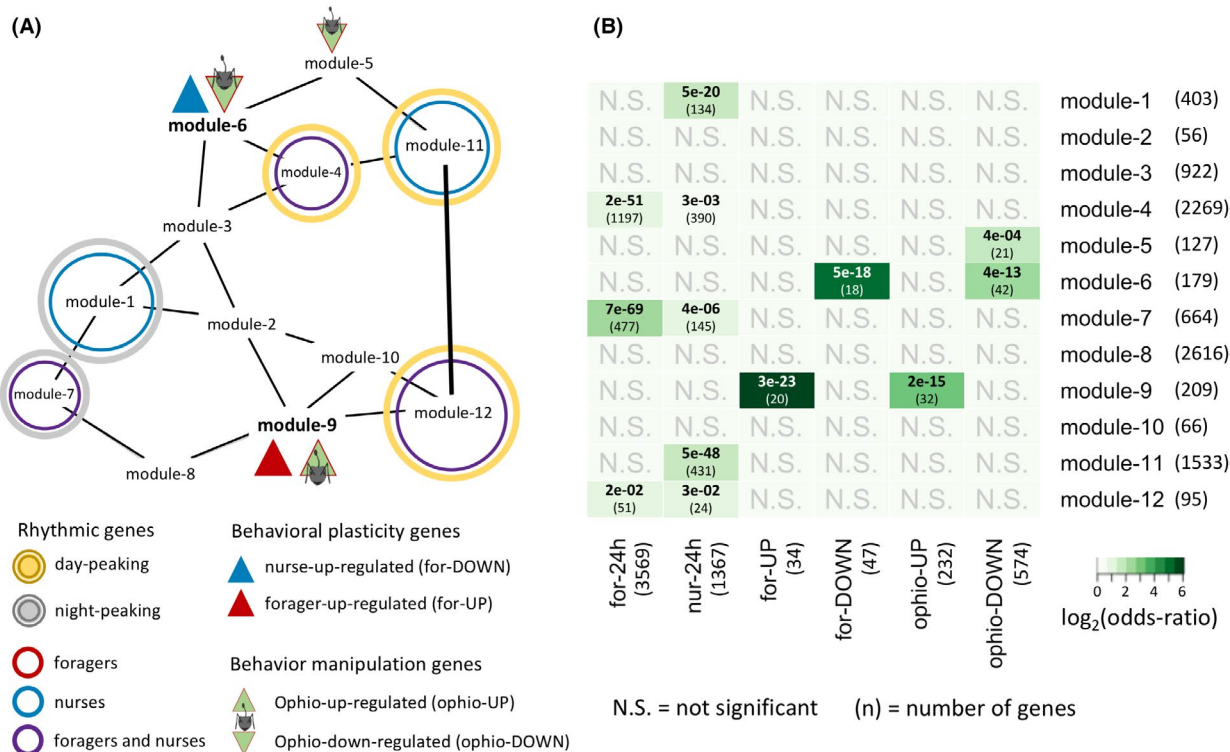 (A)
module-5
module-6
module-11
module-4
module-3
module-1
module-2
module-10
module-7
module-12
module-9
module-8
Rhythmic genes
day-peaking
night-peaking
foragers
nurses
foragers and nurses
Behavioral plasticity genes
nurse-up-regulated (for-DOWN)
forager-up-regulated (for-UP)
Behavior manipulation genes
Ophio-up-regulated (ophio-UP)
Ophio-down-regulated (ophio-DOWN)
(B)
N.S. 5e-20 N.S. N.S. N.S. N.S. module-1 (403)
(134)
N.S. N.S. N.S. N.S. N.S. N.S. module-2 (56)
N.S. N.S. N.S. N.S. N.S. N.S. module-3 (922)
2e-51 3e-03 N.S. N.S. N.S. N.S. module-4 (2269)
(1197) (390)
N.S. N.S. N.S. N.S. N.S. 4e-04 module-5 (127)
(21)
N.S. N.S. N.S. 5e-18 N.S. 4e-13 module-6 (179)
(18) (42)
7e-69 4e-06 N.S. N.S. N.S. N.S. module-7 (664)
(477) (145)
N.S. N.S. N.S. N.S. N.S. N.S. module-8 (2616)
N.S. N.S. 3e-23 N.S. 2e-15 N.S. module-9 (209)
(20) (32)
N.S. N.S. N.S. N.S. N.S. N.S. module-10 (66)
N.S. 5e-48 N.S. N.S. N.S. N.S. module-11 (1533)
(431)
2e-02 3e-02 N.S. N.S. N.S. N.S. module-12 (95)
(51) (24)
for-24h
(3569)
nur-24h
(1367)
for-UP
(34)
for-DOWN
(47)
ophio-UP
(232)
ophio-DOWN
(574)
0 2 4 6
log2(odds-ratio)
N.S. = not significant (n) = number of genes